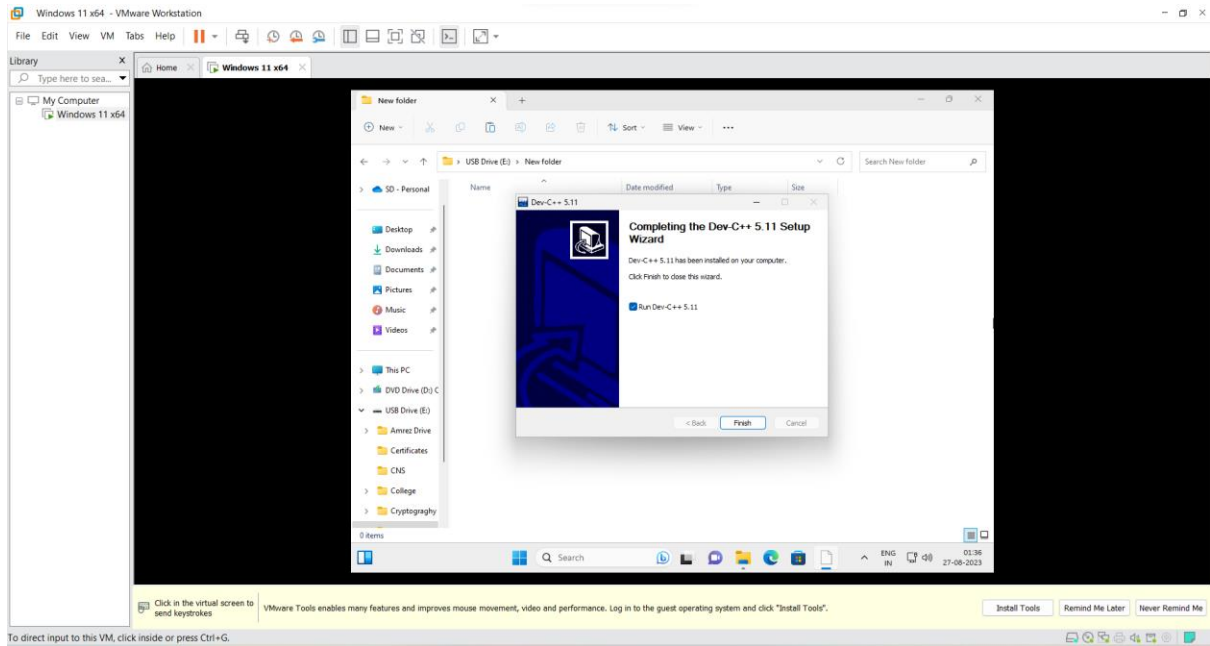 Windows 11 x64 - VMware Workstation
File Edit View VM Tabs Help
Library X
Type here to sea...
My Computer
Windows 11 x64
Home
Windows 11 x64
New folder
New
Sort
View
USB Drive (E:) > New folder
Search New folder
SD - Personal
Desktop
Downloads
Documents
Pictures
Music
Videos
This PC
DVD Drive (D:) C
USB Drive (E:)
Amrez Drive
Certificates
CNS
College
Cryptograghy
Name Date modified Type Size
Dev-C++ 5.11
Completing the Dev-C++ 5.11 Setup
Wizard
Dev-C++ 5.11 has been installed on your computer.
Click Finish to close this wizard.
Run Dev-C++ 5.11
< Back Finish Cancel
0 items
Search
ENG
IN
01:36
27-08-2023
Click in the virtual screen to
send keystrokes
VMware Tools enables many features and improves mouse movement, video and performance. Log in to the guest operating system and click "Install Tools".
Install Tools Remind Me Later Never Remind Me
To direct input to this VM, click inside or press Ctrl+G.